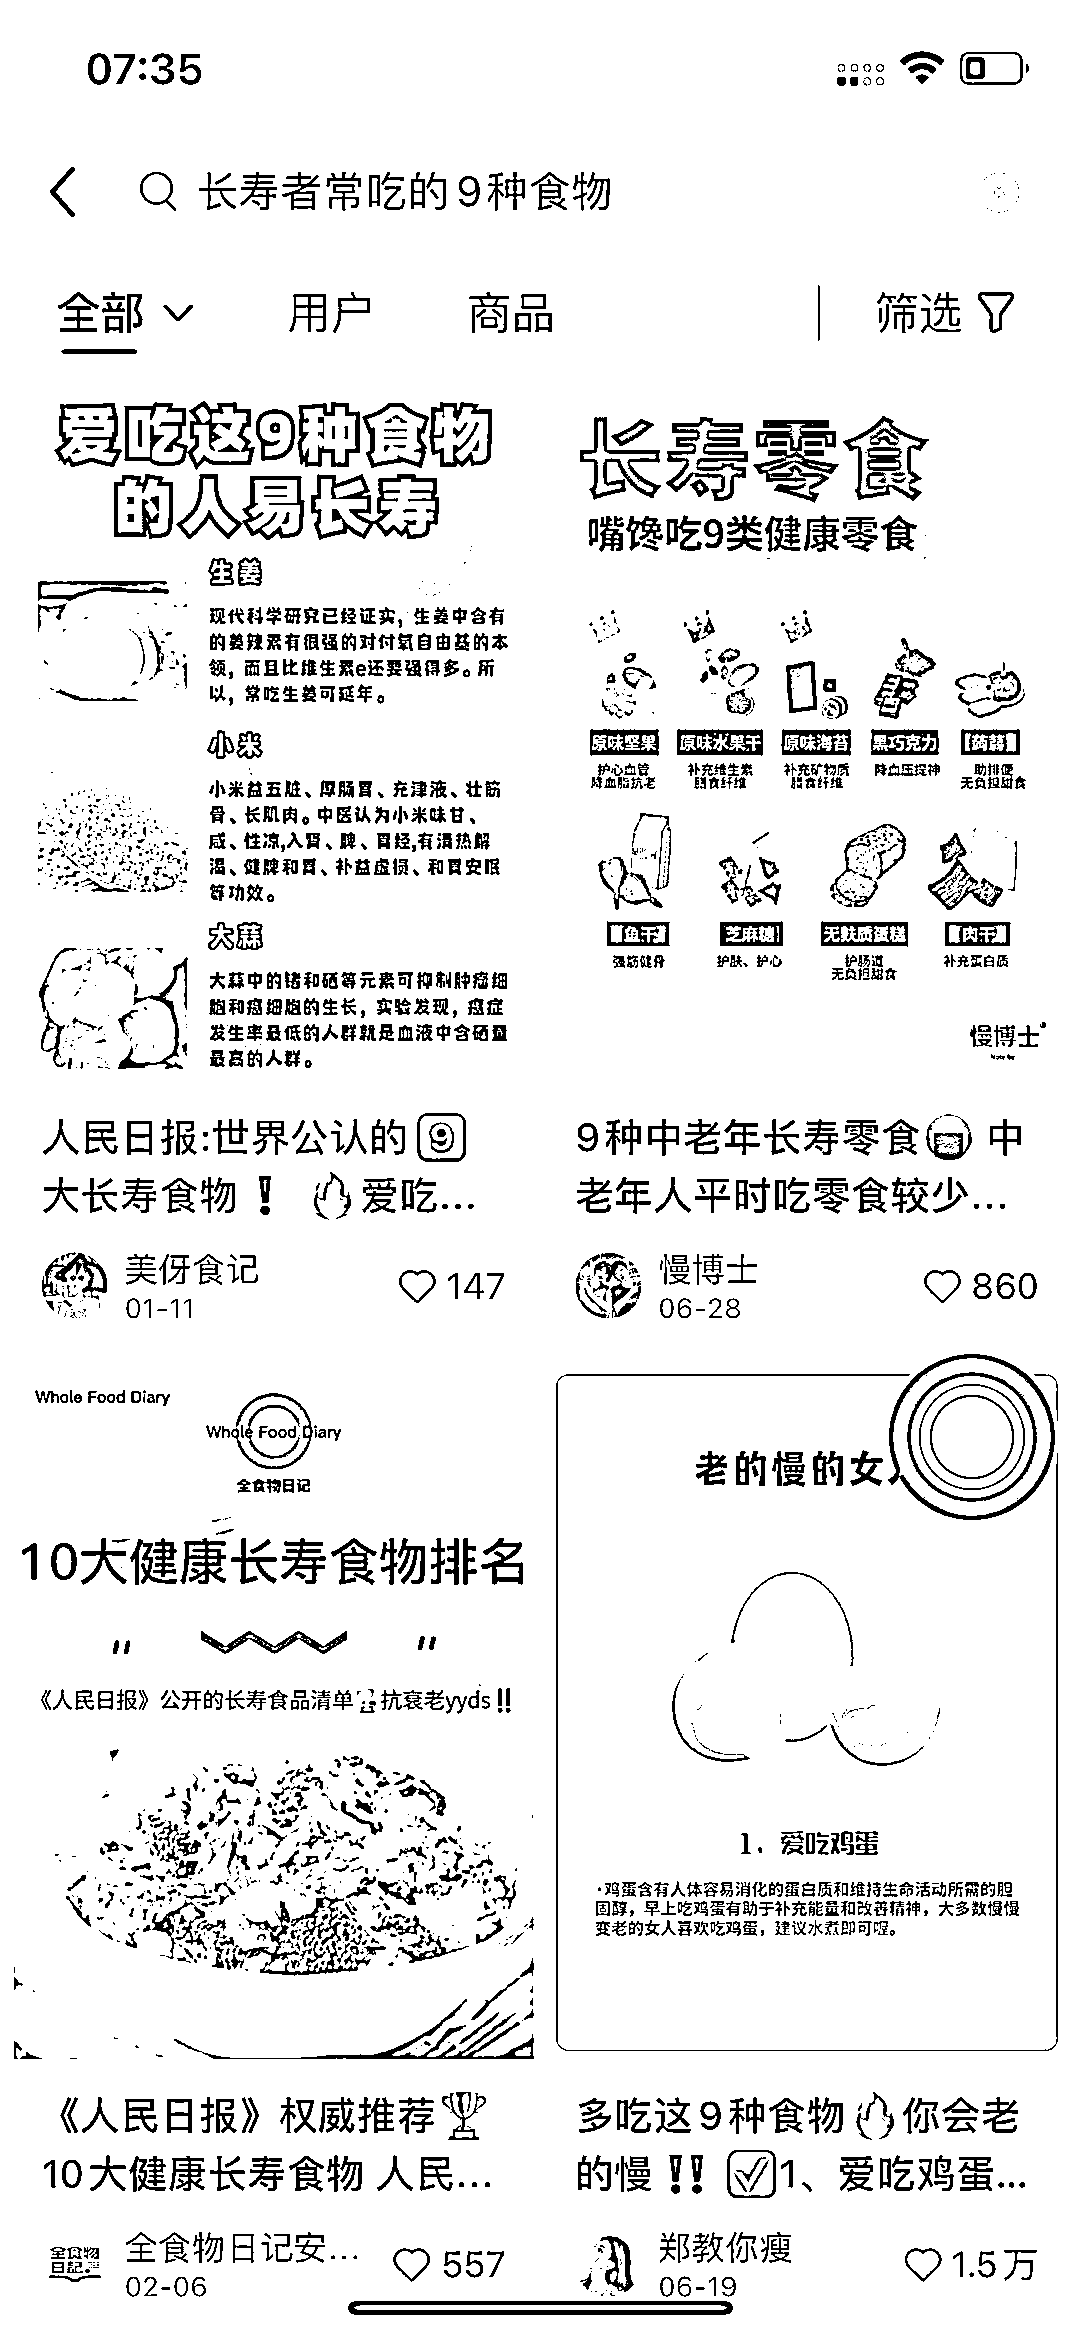 07:35
长寿者常吃的9种食物
全部
用户
商品
筛选
爱吃这9种食物
的人易长寿
生姜
现代科学研究已经证实，生姜中含有
的姜辣素有很强的对付氧自由基的本
领，而且比维生素e还要强得多。所
以，常吃生姜可延年。
小米
小米益五脏、厚肠胃、充津液、壮筋
骨、长肌肉。中医认为小米味甘、
咸、性凉,入肾、脾、胃经,有清热解
渴、健脾和胃、补益虚损、和胃安眠
等功效。
大蒜
大蒜中的锗和硒等元素可抑制肿瘤细
胞和癌细胞的生长，实验发现，癌症
发生率最低的人群就是血液中含硒量
最高的人群。
人民日报:世界公认的9️⃣
大长寿食物❗🔥爱吃...
美伢食记
01-11
147
长寿零食
嘴馋吃9类健康零食
原味坚果 原味水果干 原味海苔 黑巧克力 蒟蒻
护心血管 补充维生素 补充矿物质 降血压提神 助排便
降血脂抗老 膳食纤维 膳食纤维 无负担甜食
鱼干 芝麻糖 无麸质蛋糕 肉干
强筋健骨 护肤、护心 护肠道 补充蛋白质
无负担甜食
慢博士
9种中老年长寿零食🍙 中
老年人平时吃零食较少...
慢博士
06-28
860
Whole Food Diary
Whole Food Diary
全食物日记
10大健康长寿食物排名
《人民日报》公开的长寿食品清单抗衰老yyds‼
《人民日报》权威推荐🏆
10大健康长寿食物 人民...
全食物日记
全食物日记安...
02-06
557
老的慢的女
1. 爱吃鸡蛋
·鸡蛋含有人体容易消化的蛋白质和维持生命活动所需的胆
固醇，早上吃鸡蛋有助于补充能量和改善精神，大多数慢慢
变老的女人喜欢吃鸡蛋，建议水煮即可喔。
多吃这9种食物🔥你会老
的慢‼️ ✅1、爱吃鸡蛋...
郑教你瘦
06-19
1.5万